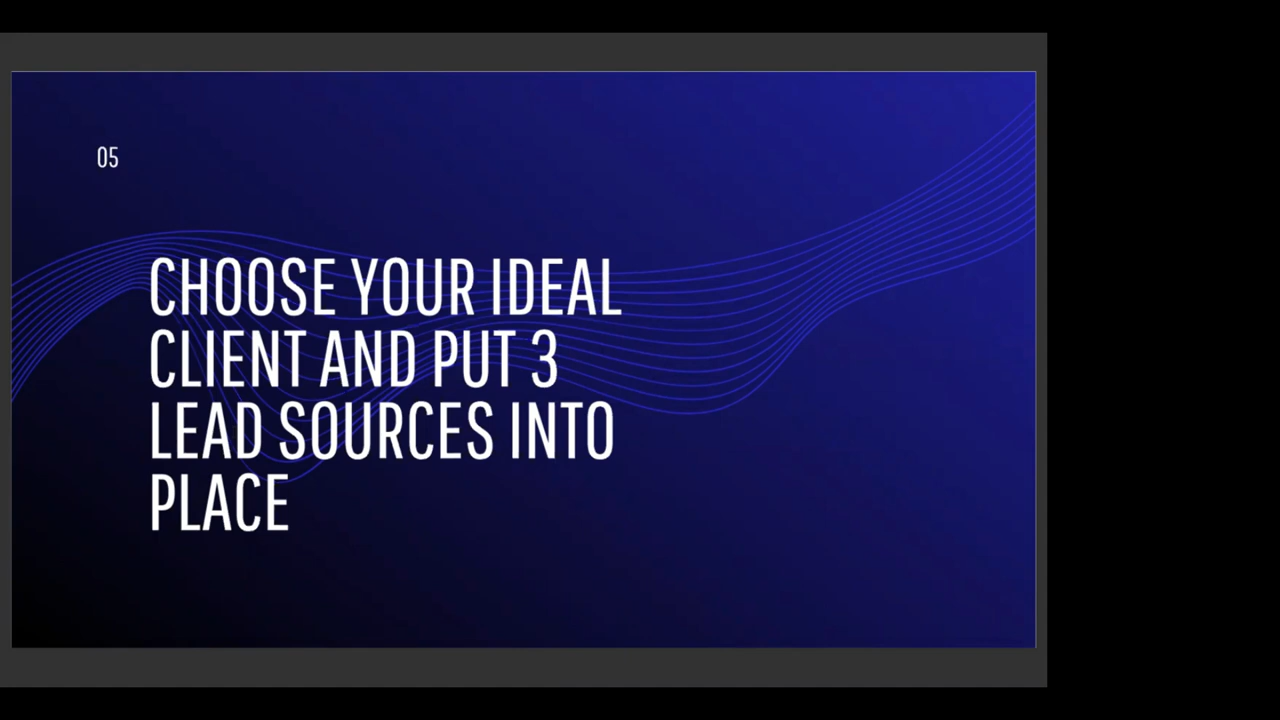 05
CHOOSE YOUR IDEAL
CLIENT AND PUT 3
LEAD SOURCES INTO
PLACE